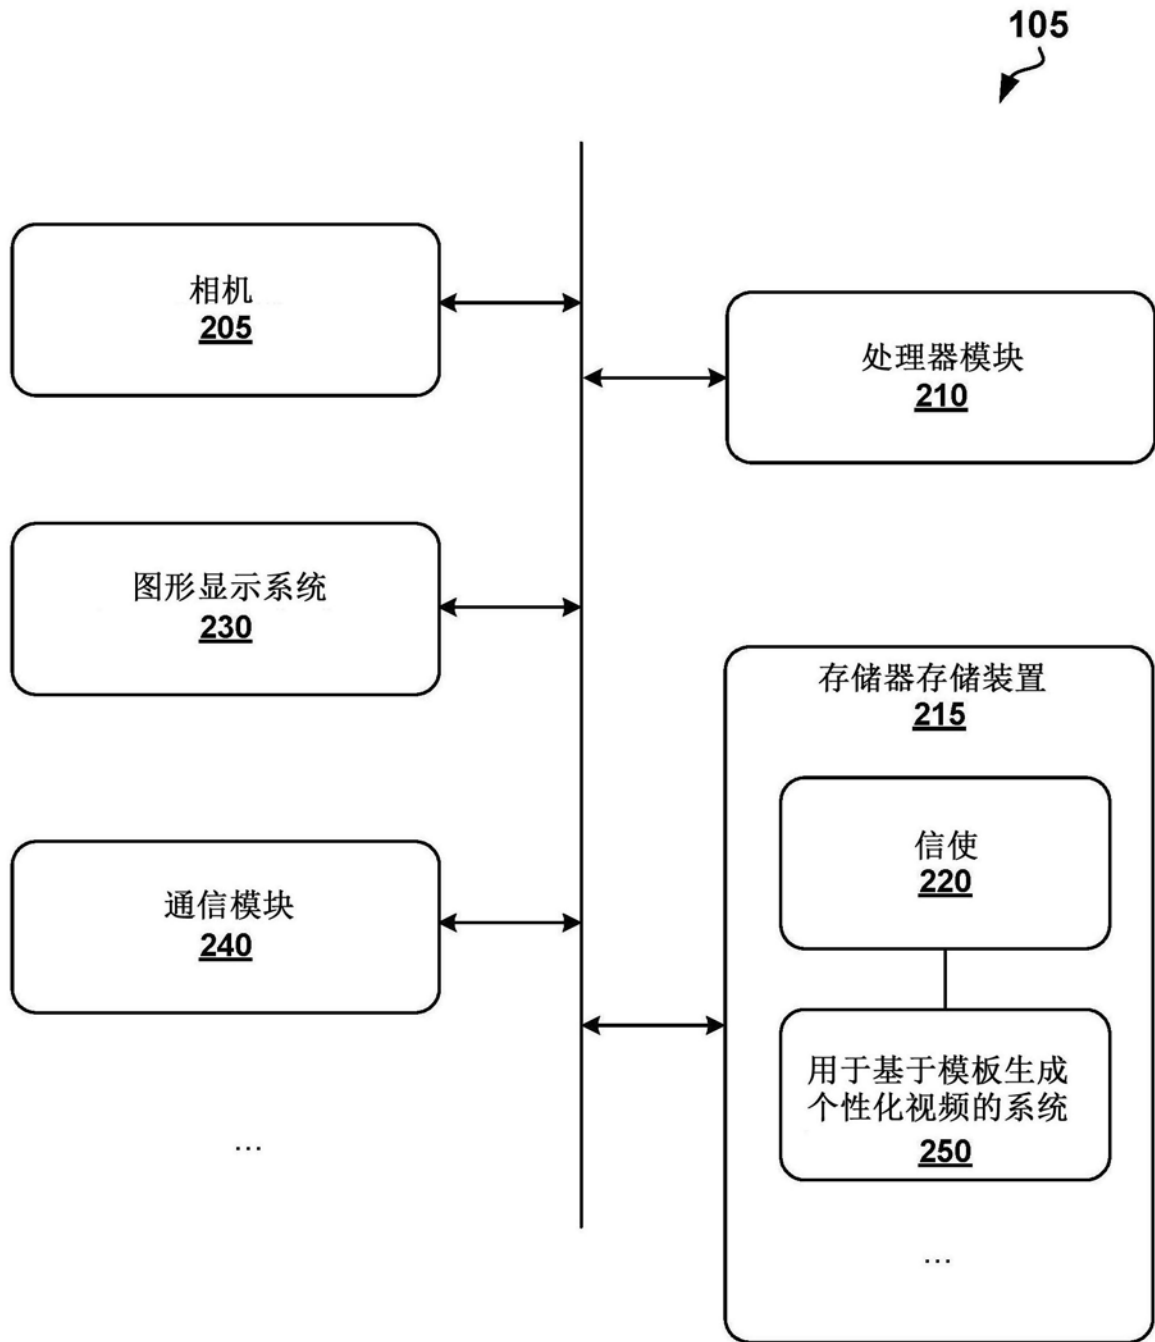 105
相机
205
处理器模块
210
图形显示系统
230
存储器存储装置
215
信使
220
通信模块
240
用于基于模板生成
个性化视频的系统
250
...
...